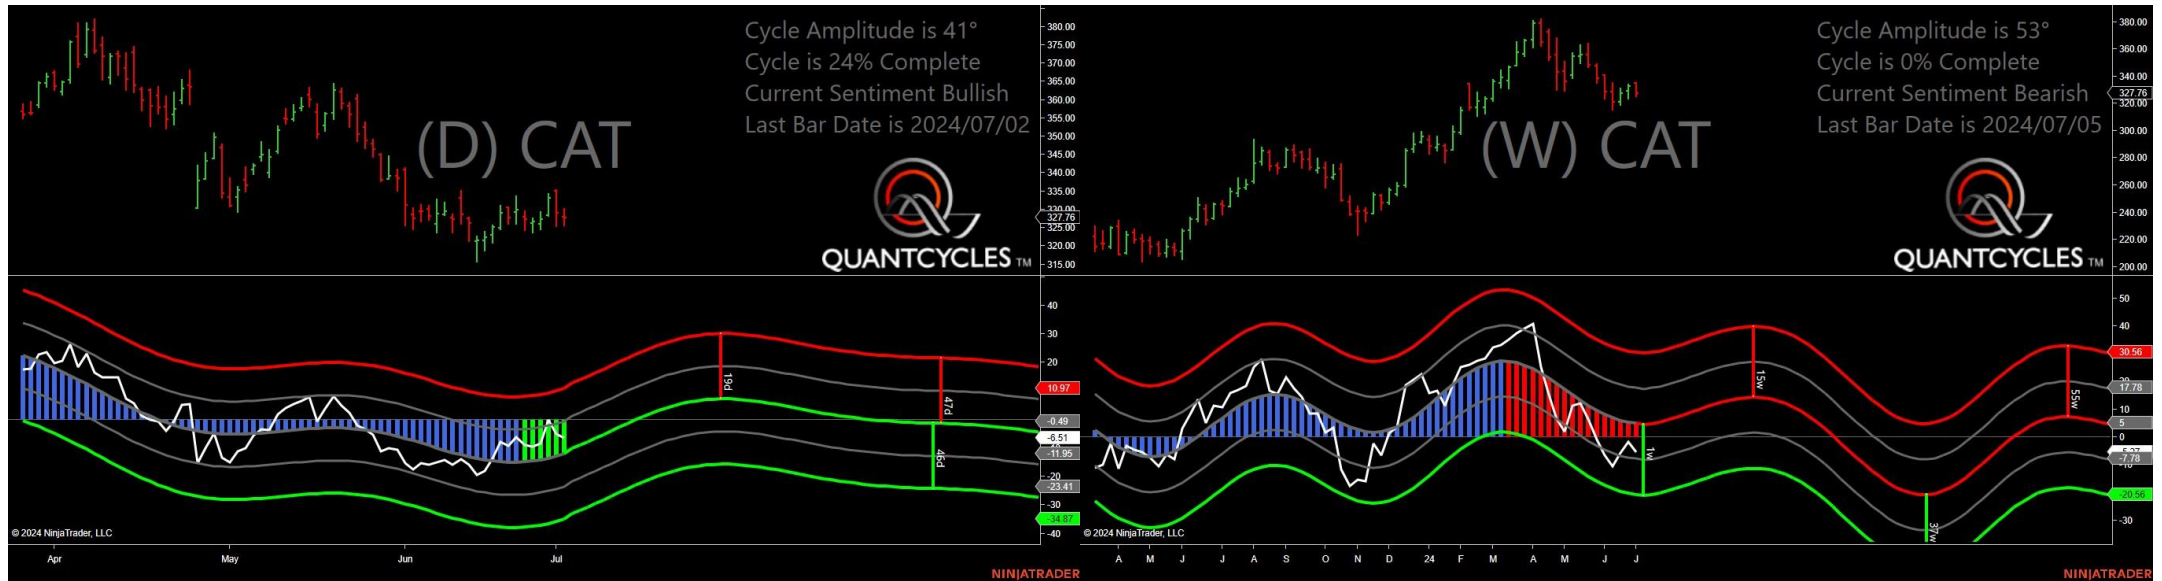 Cycle Amplitude is 41°
Cycle is 24% Complete
Current Sentiment Bullish
Last Bar Date is 2024/07/02
(D) CAT
QUANTCYCLES TM
380.00
375.00
370.00
365.00
360.00
355.00
350.00
345.00
340.00
335.00
330.00
327.76
325.00
320.00
315.00
40
30
20
10.97
-0.49
-6.51
-11.95
-20
-23.41
-30
-34.87
-40
19d
47d
46d
© 2024 NinjaTrader, LLC
Apr May Jun Jul
NINJATRADER
Cycle Amplitude is 53°
Cycle is 0% Complete
Current Sentiment Bearish
Last Bar Date is 2024/07/05
(W) CAT
QUANTCYCLES TM
380.00
360.00
340.00
327.76
320.00
300.00
280.00
260.00
240.00
220.00
200.00
50
40
30.56
17.78
10
5
0
-7.78
-20.56
-30
15w
55w
1w
37w
© 2024 NinjaTrader, LLC
A M J J A S O N D 24 F M A M J J
NINJATRADER